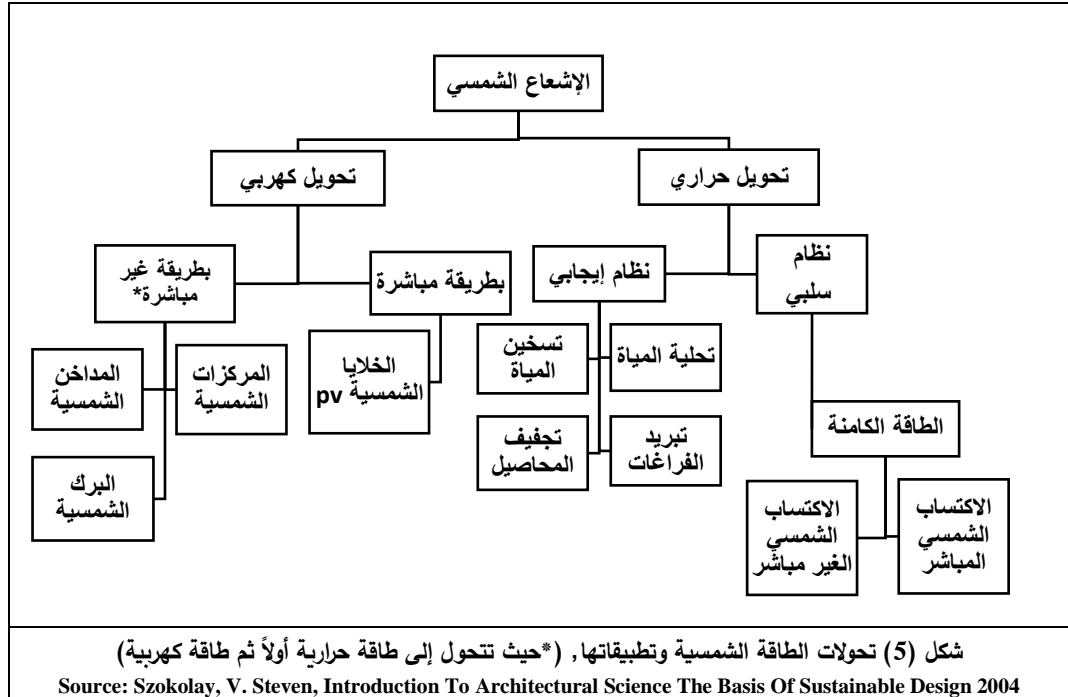 الإشعاع الشمسي
تحويل حراري
تحويل كهربي
نظام
سلبي
نظام إيجابي
بطريقة مباشرة
بطريقة غير
مباشرة*
تحلية المياة
تسخين
المياة
الخلايا
الشمسية pv
المركزات
الشمسية
المداخن
الشمسية
الطاقة الكامنة
تبريد
الفراغات
تجفيف
المحاصيل
البرك
الشمسية
الاكتساب
الشمسي
المباشر
الاكتساب
الشمسي
الغير مباشر
شكل (5) تحولات الطاقة الشمسية وتطبيقاتها, (*حيث تتحول إلى طاقة حرارية أولاً ثم طاقة كهربية)
Source: Szokolay, V. Steven, Introduction To Architectural Science The Basis Of Sustainable Design 2004